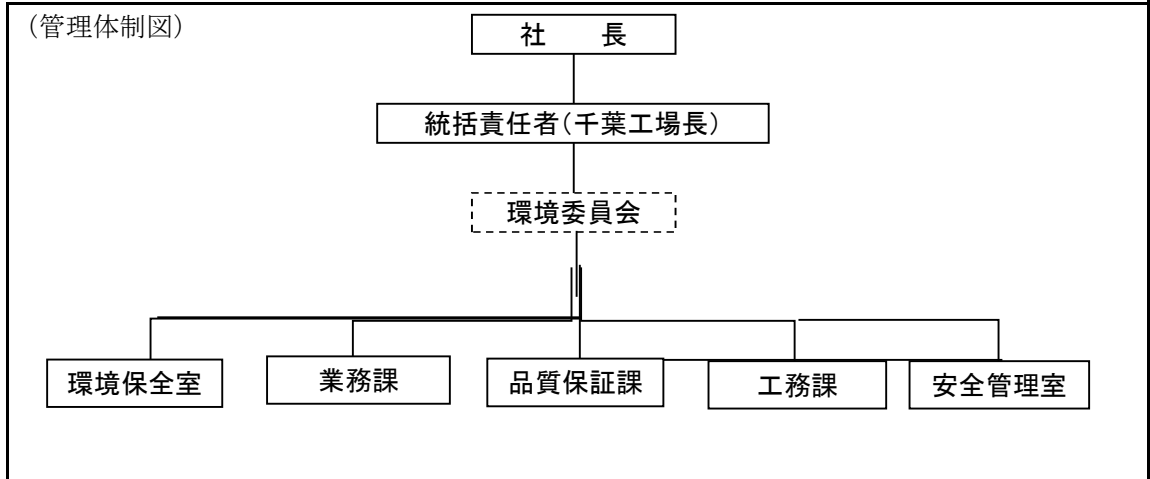 （管理体制図）
社　　長
統括責任者（千葉工場長）
環境委員会
環境保全室
業務課
品質保証課
工務課
安全管理室